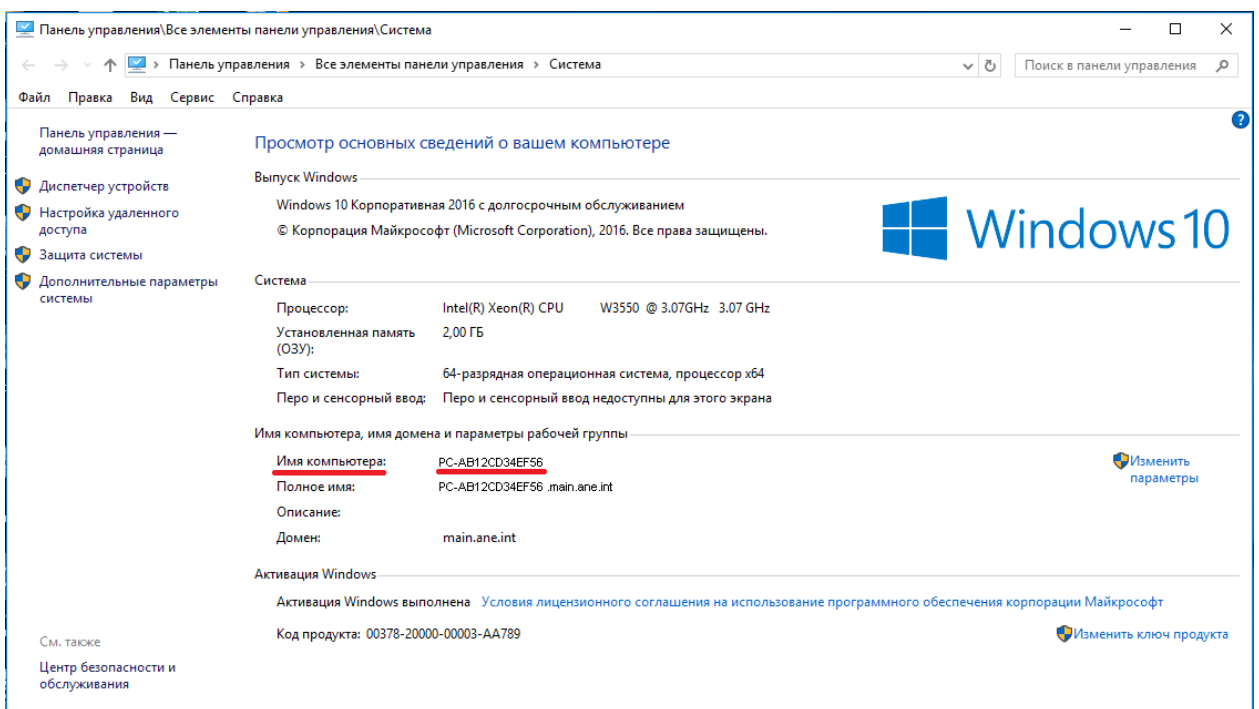 Панель управления\Все элементы панели управления\Система
Панель управления › Все элементы панели управления › Система
Поиск в панели управления
Файл Правка Вид Сервис Справка
Панель управления —
домашняя страница
Диспетчер устройств
Настройка удаленного
доступа
Защита системы
Дополнительные параметры
системы
Просмотр основных сведений о вашем компьютере
Выпуск Windows
Windows 10 Корпоративная 2016 с долгосрочным обслуживанием
© Корпорация Майкрософт (Microsoft Corporation), 2016. Все права защищены.
Windows 10
Система
Процессор: Intel(R) Xeon(R) CPU W3550 @ 3.07GHz 3.07 GHz
Установленная память 2,00 ГБ
(ОЗУ):
Тип системы: 64-разрядная операционная система, процессор x64
Перо и сенсорный ввод: Перо и сенсорный ввод недоступны для этого экрана
Имя компьютера, имя домена и параметры рабочей группы
Имя компьютера: PC-AB12CD34EF56
Изменить
параметры
Полное имя: PC-AB12CD34EF56 .main.ane.int
Описание:
Домен: main.ane.int
Активация Windows
Активация Windows выполнена Условия лицензионного соглашения на использование программного обеспечения корпорации Майкрософт
Код продукта: 00378-20000-00003-AA789
Изменить ключ продукта
См. также
Центр безопасности и
обслуживания